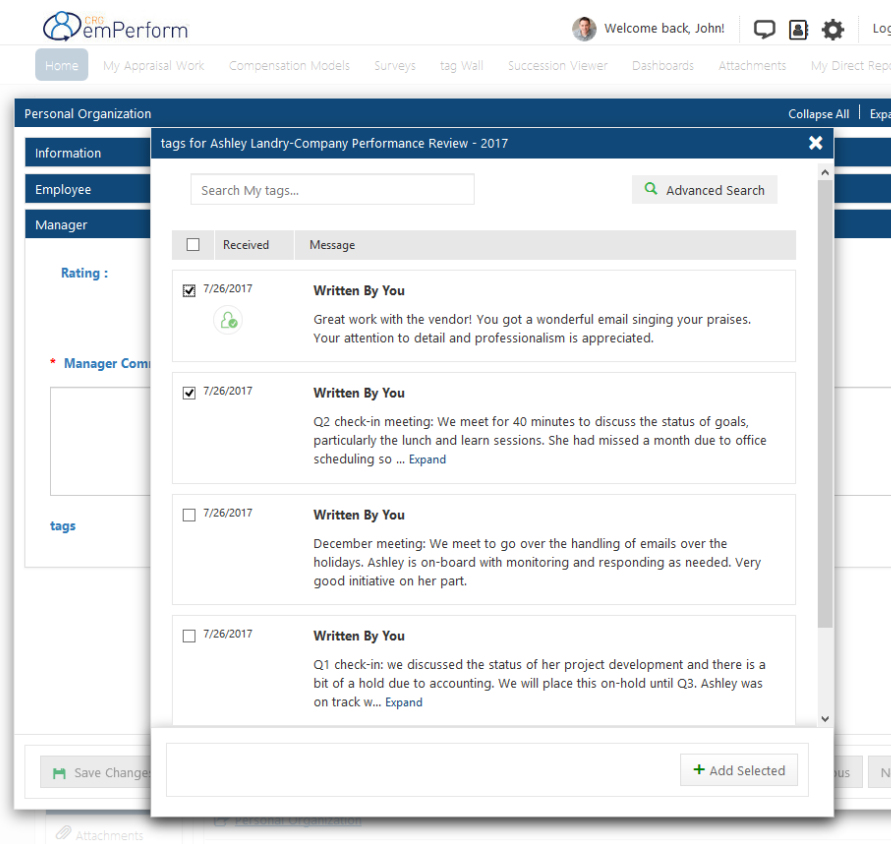 CRG
emPerform
Welcome back, John!
Home My Appraisal Work Compensation Models Surveys tag Wall Succession Viewer Dashboards Attachments My Direct
Personal Organization
Collapse All
Information
tags for Ashley Landry-Company Performance Review - 2017
Employee
Search My tags...
Advanced Search
Manager
Received Message
Rating :
7/26/2017 Written By You
Great work with the vendor! You got a wonderful email singing your praises.
Your attention to detail and professionalism is appreciated.
* Manager
7/26/2017 Written By You
Q2 check-in meeting: We meet for 40 minutes to discuss the status of goals,
particularly the lunch and learn sessions. She had missed a month due to office
scheduling so ... Expand
tags
7/26/2017 Written By You
December meeting: We meet to go over the handling of emails over the
holidays. Ashley is on-board with monitoring and responding as needed. Very
good initiative on her part.
7/26/2017 Written By You
Q1 check-in: we discussed the status of her project development and there is a
bit of a hold due to accounting. We will place this on-hold until Q3. Ashley was
on track w... Expand
Save Changes
+ Add Selected
Personal Organization
Attachments